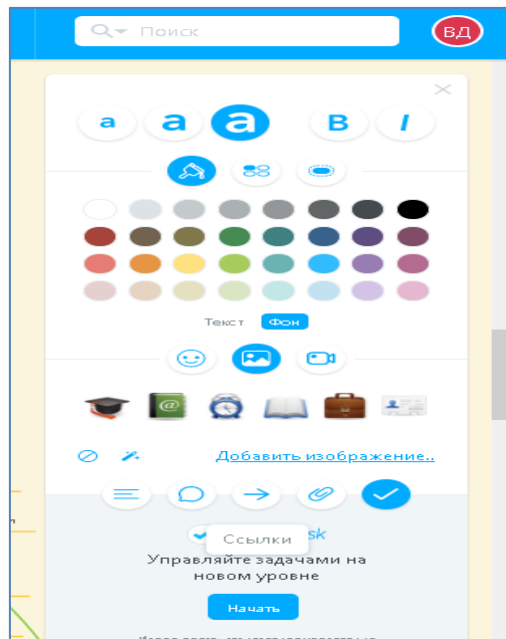 Поиск
ВД
a a a B I
Текст Фон
Добавить изображение..
Ссылки sk
Управляйте задачами на
новом уровне
Начать